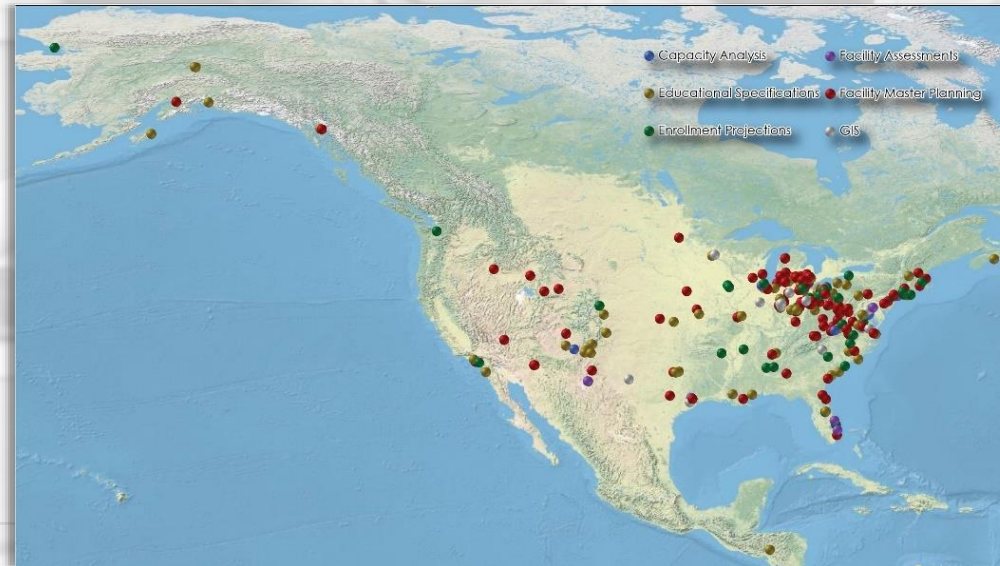 Capacity Analysis
Facility Assessments
Educational Specifications
Facility Master Planning
Enrollment Projections
GIS